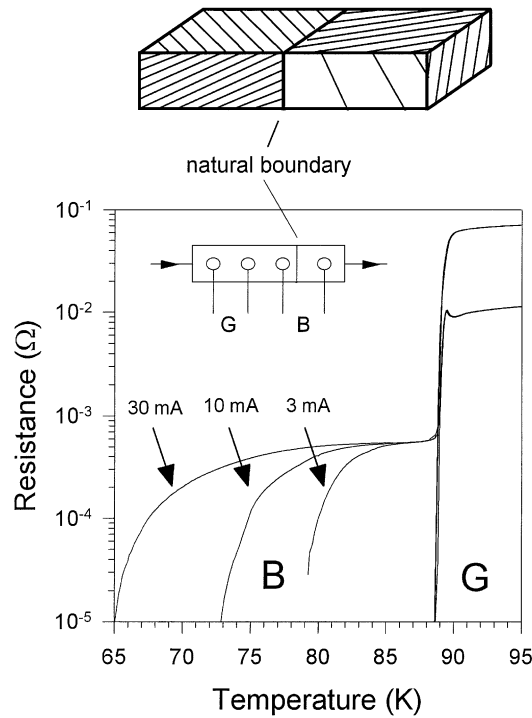 natural boundary
10⁻¹
10⁻²
10⁻³
10⁻⁴
10⁻⁵
Resistance (Ω)
G B
30 mA 10 mA 3 mA
B G
65 70 75 80 85 90 95
Temperature (K)